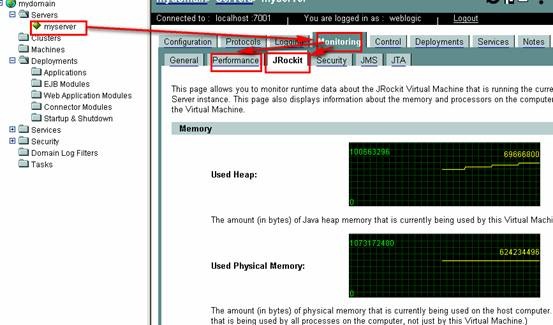 mydomain
Servers
myserver
Clusters
Machines
Deployments
Applications
EJB Modules
Web Application Modules
Connector Modules
Startup & Shutdown
Services
Security
Domain Log Filters
Tasks
mydomain> Servers> myserver
Connected to : localhost :7001 | You are logged in as : weblogic | Logout
Configuration Protocols Logging Monitoring Control Deployments Services Notes
General Performance JRockit Security JMS JTA
This page allows you to monitor runtime data about the JRockit Virtual Machine that is running the curre
Server instance. This page also displays information about the memory and processors on the computer
the Virtual Machine.
Memory
Used Heap:
100563296
69666800
0
The amount (in bytes) of Java heap memory that is currently being used by this Virtual Machi
Used Physical Memory:
1073172480
624234496
0
The amount (in bytes) of physical memory that is currently being used on the host computer.
that is being used by all processes on the computer, not just by this Virtual Machine.)